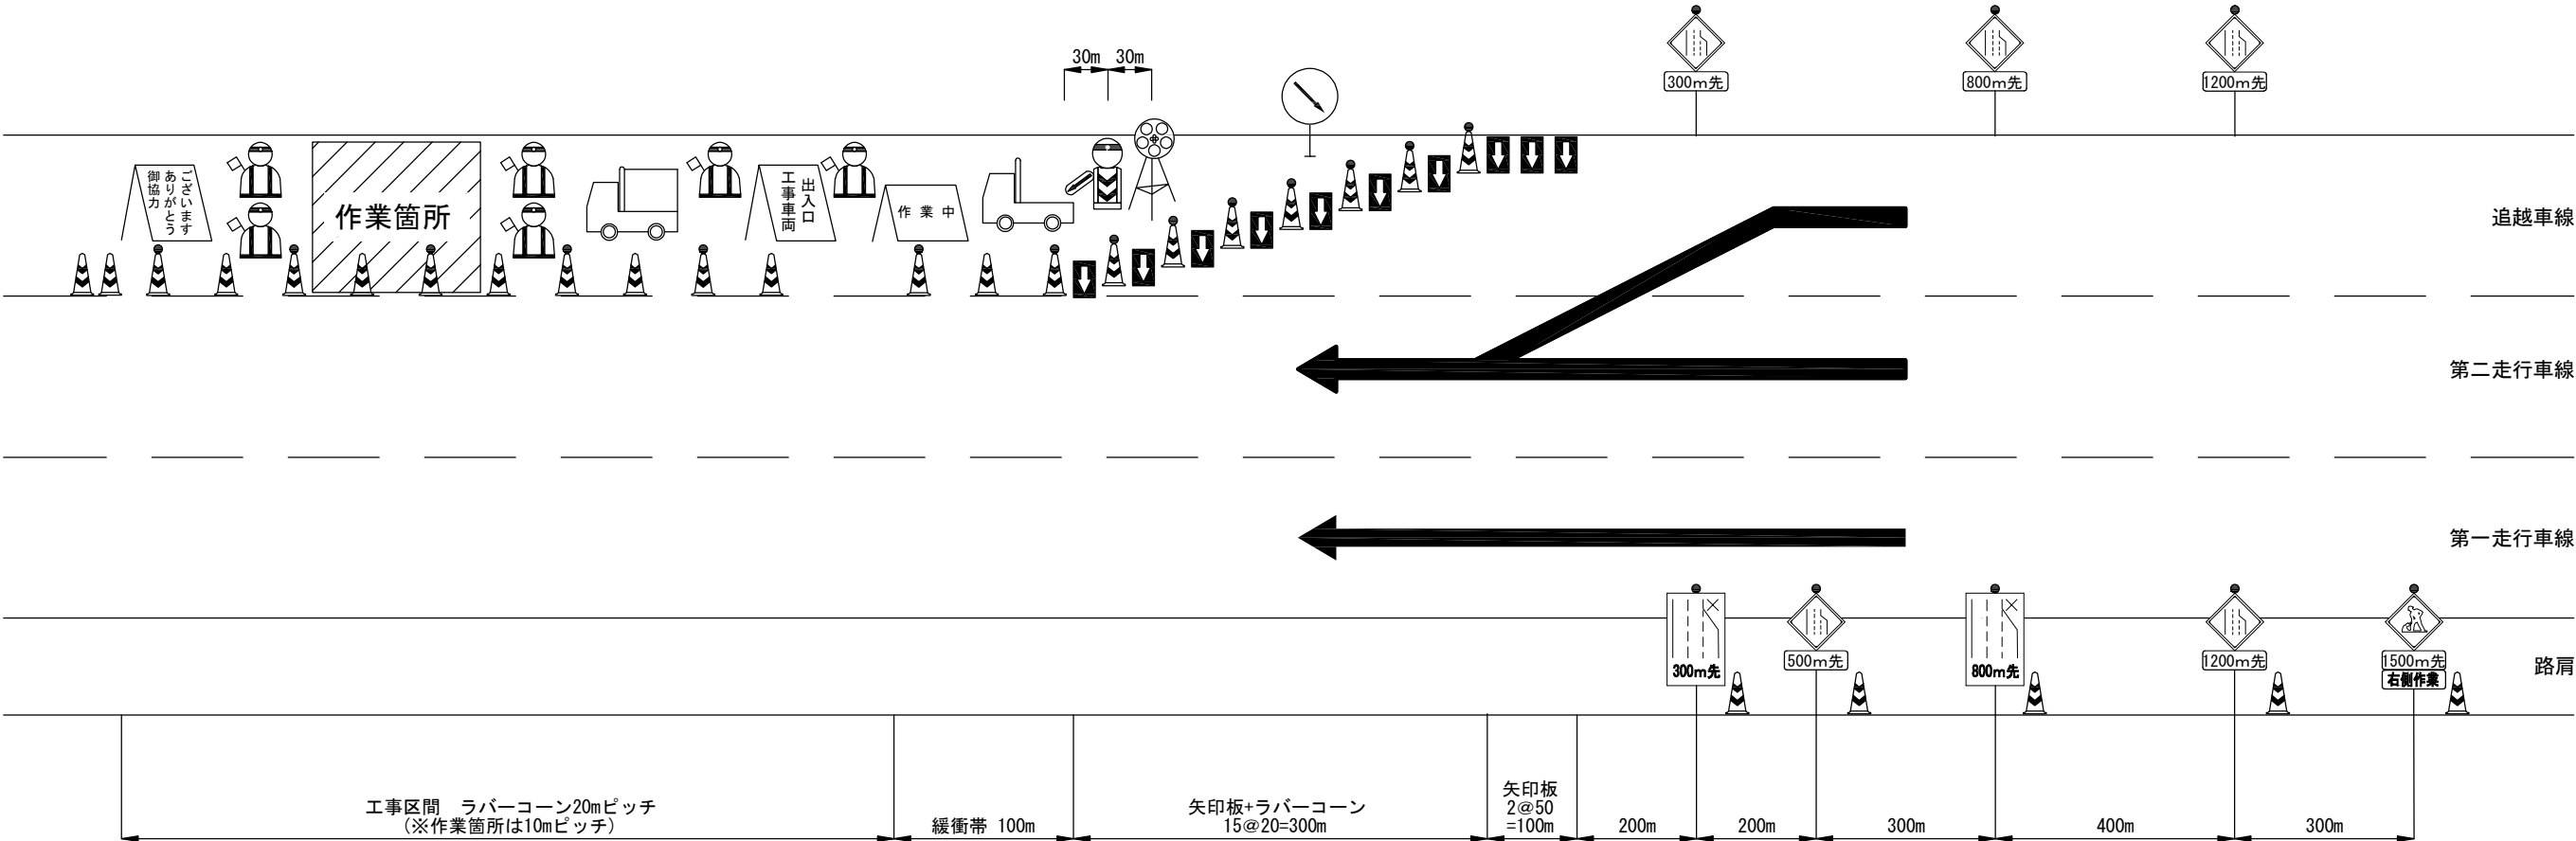 30m 30m
300m先
800m先
1200m先
御協力
ありがとう
ございます
作業箇所
工事車両
出入口
作業中
追越車線
第二走行車線
第一走行車線
300m先
500m先
800m先
1200m先
1500m先
右側作業
路肩
工事区間　ラバーコーン20mピッチ
(※作業箇所は10mピッチ)
緩衝帯 100m
矢印板+ラバーコーン
15@20=300m
矢印板
2@50
=100m
200m
200m
300m
400m
300m